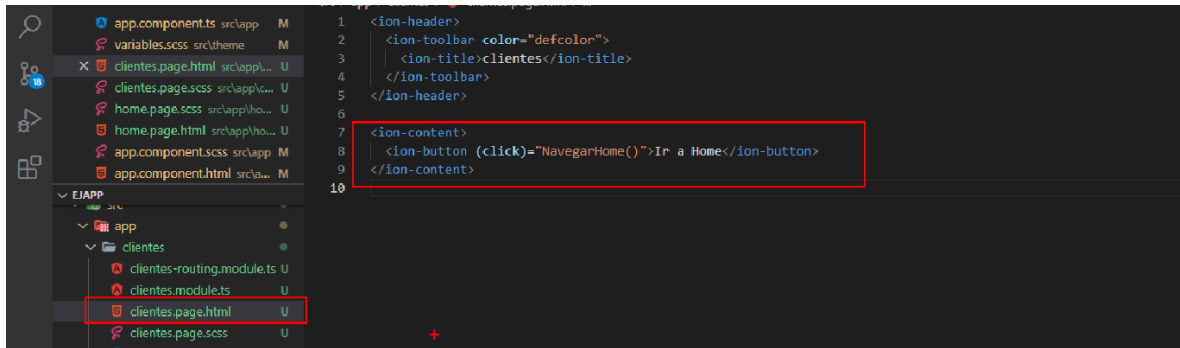 app.component.ts src\app M
variables.scss src\theme M
clientes.page.html src\app\... U
clientes.page.scss src\app\c... U
home.page.scss src\app\ho... U
home.page.html src\app\ho... U
app.component.scss src\app M
app.component.html src\a... M
EJAPP
src
app
clientes
clientes-routing.module.ts U
clientes.module.ts U
clientes.page.html U
clientes.page.scss U
18
1 <ion-header>
2 <ion-toolbar color="defcolor">
3 <ion-title>clientes</ion-title>
4 </ion-toolbar>
5 </ion-header>
6
7 <ion-content>
8 <ion-button (click)="NavegarHome()">Ir a Home</ion-button>
9 </ion-content>
10